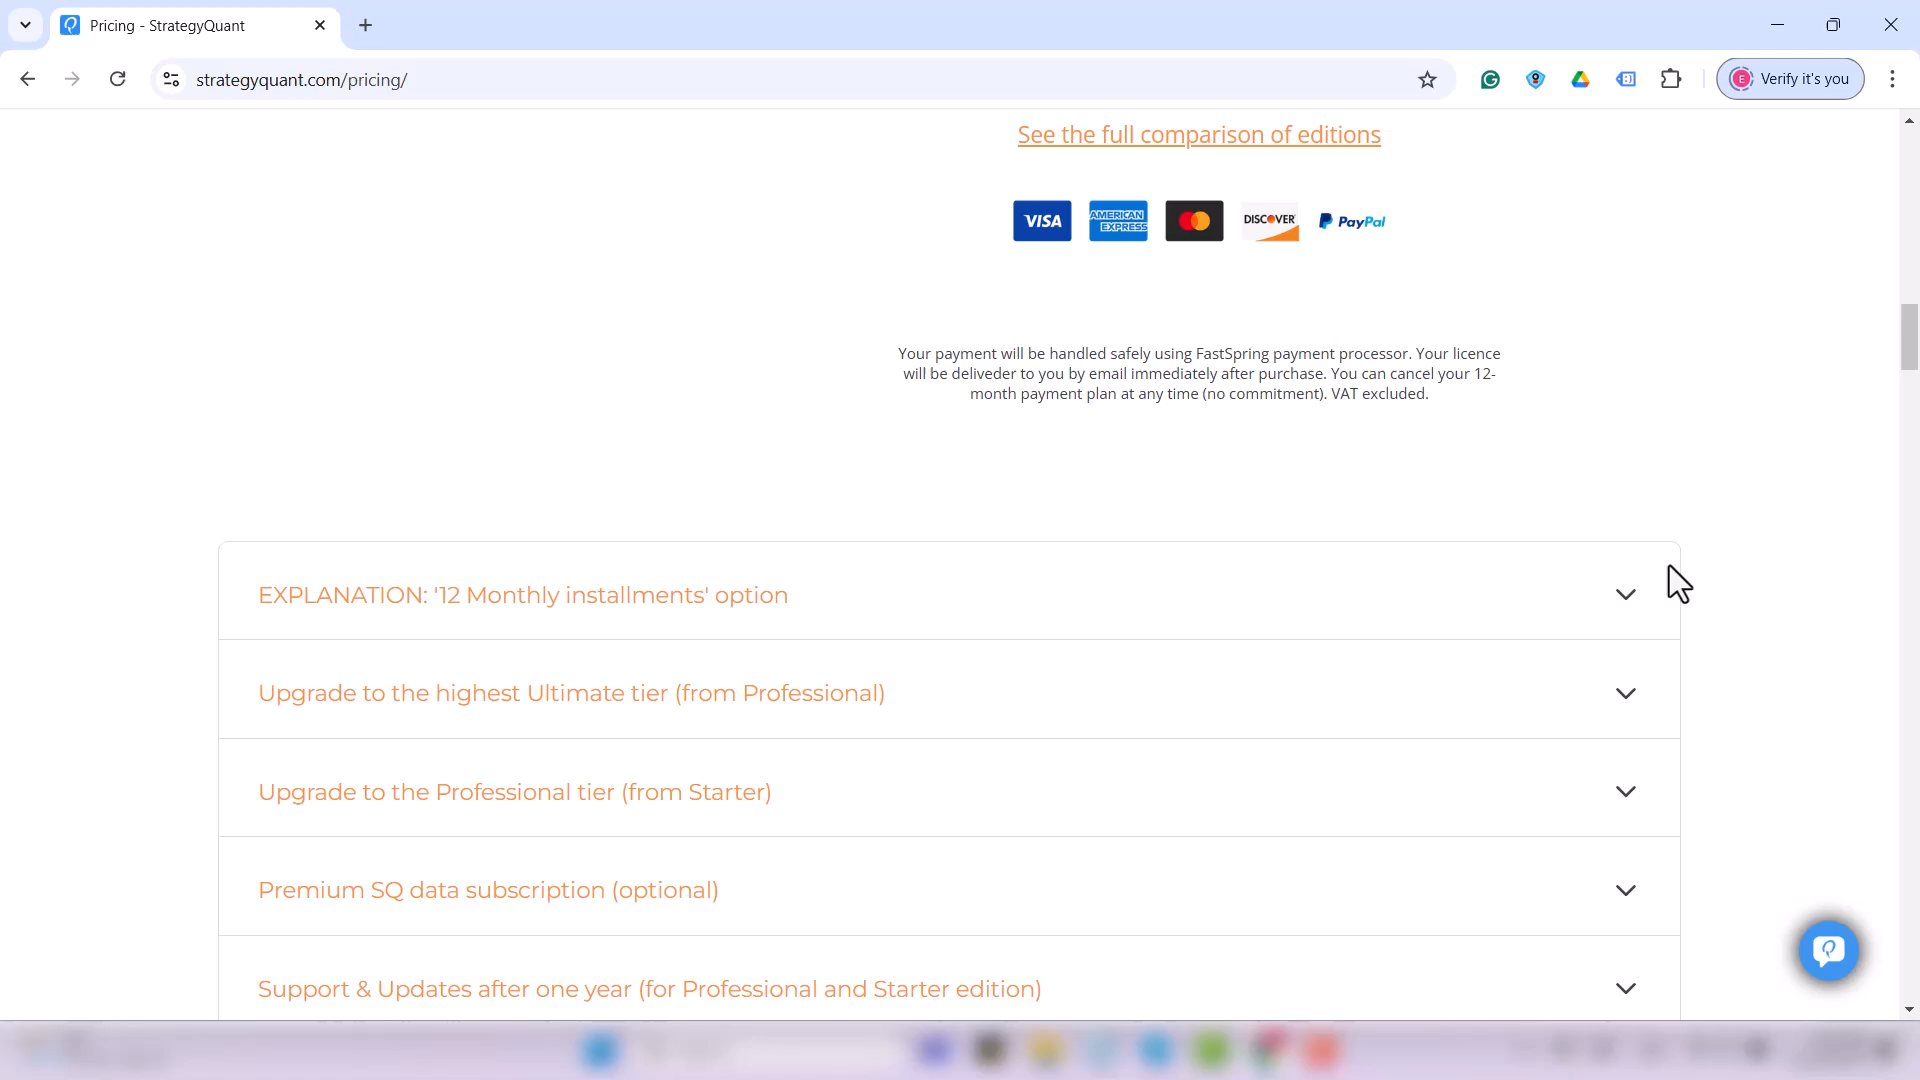 Pricing - StrategyQuant
strategyquant.com/pricing/
E
Verify it's you
See the full comparison of editions
VISA
AMERICAN EXPRESS
DISCOVER
PayPal
Your payment will be handled safely using FastSpring payment processor. Your licence
will be deliveder to you by email immediately after purchase. You can cancel your 12-
month payment plan at any time (no commitment). VAT excluded.
EXPLANATION: '12 Monthly installments' option
Upgrade to the highest Ultimate tier (from Professional)
Upgrade to the Professional tier (from Starter)
Premium SQ data subscription (optional)
Support & Updates after one year (for Professional and Starter edition)